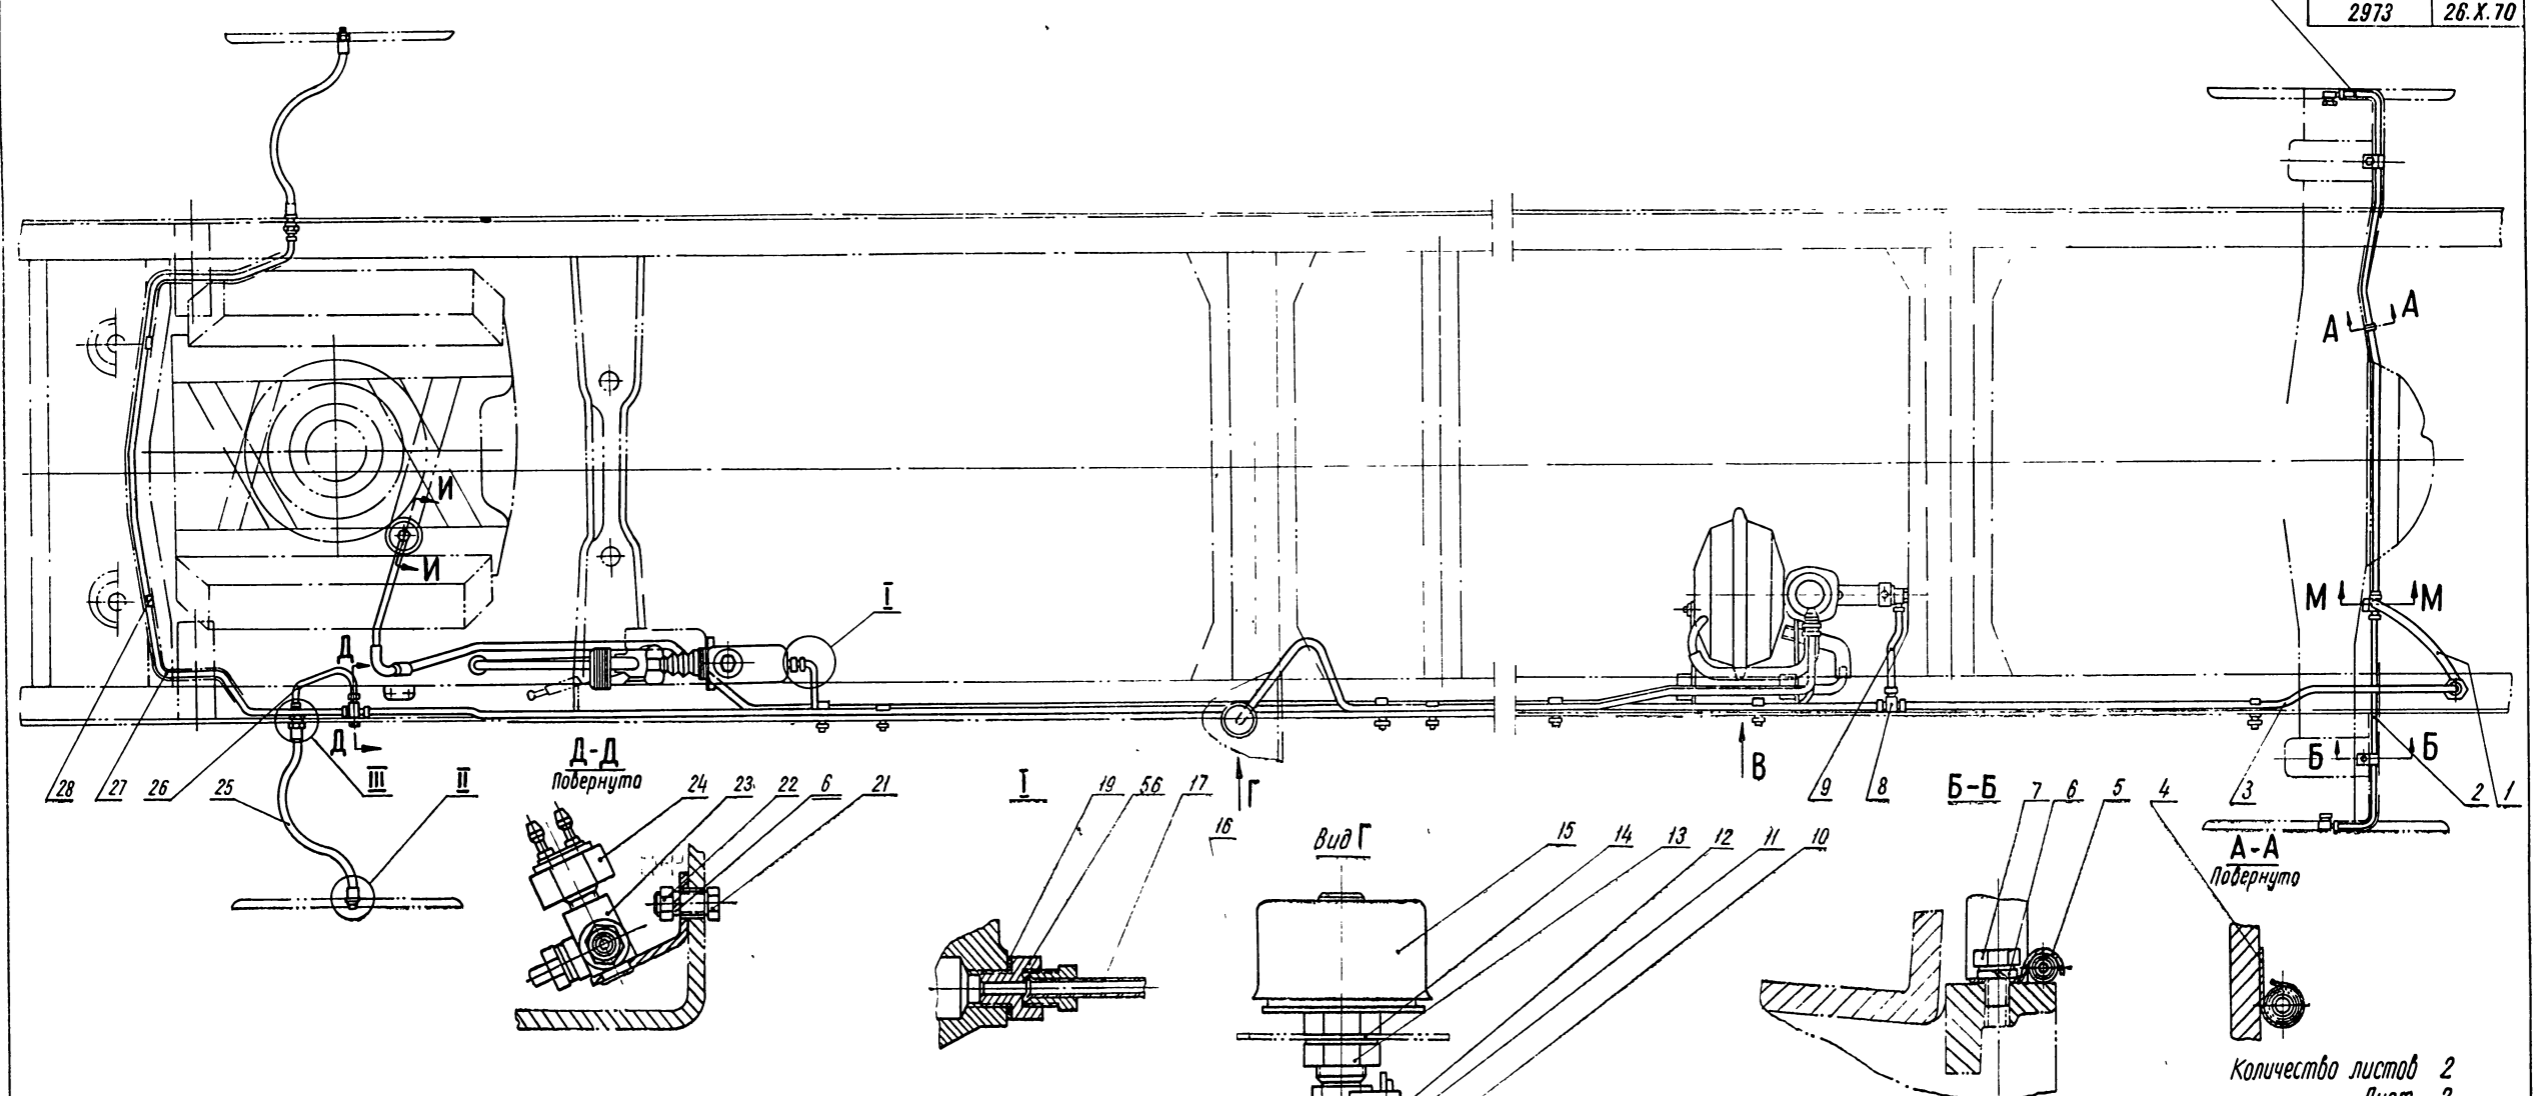 2973 26.X.70
А А
И
И
I
М М
Д
Д
28 27 26 25 III II
Д-Д
Повернуто
24 23 22 6 21
I
19 56 17
Г
16
Вид Г
15 14 13 12 11 10
В
9 8
Б-Б
7 6 5 4
Б Б
3 2 1
А-А
Повернуто
Количество листов 2